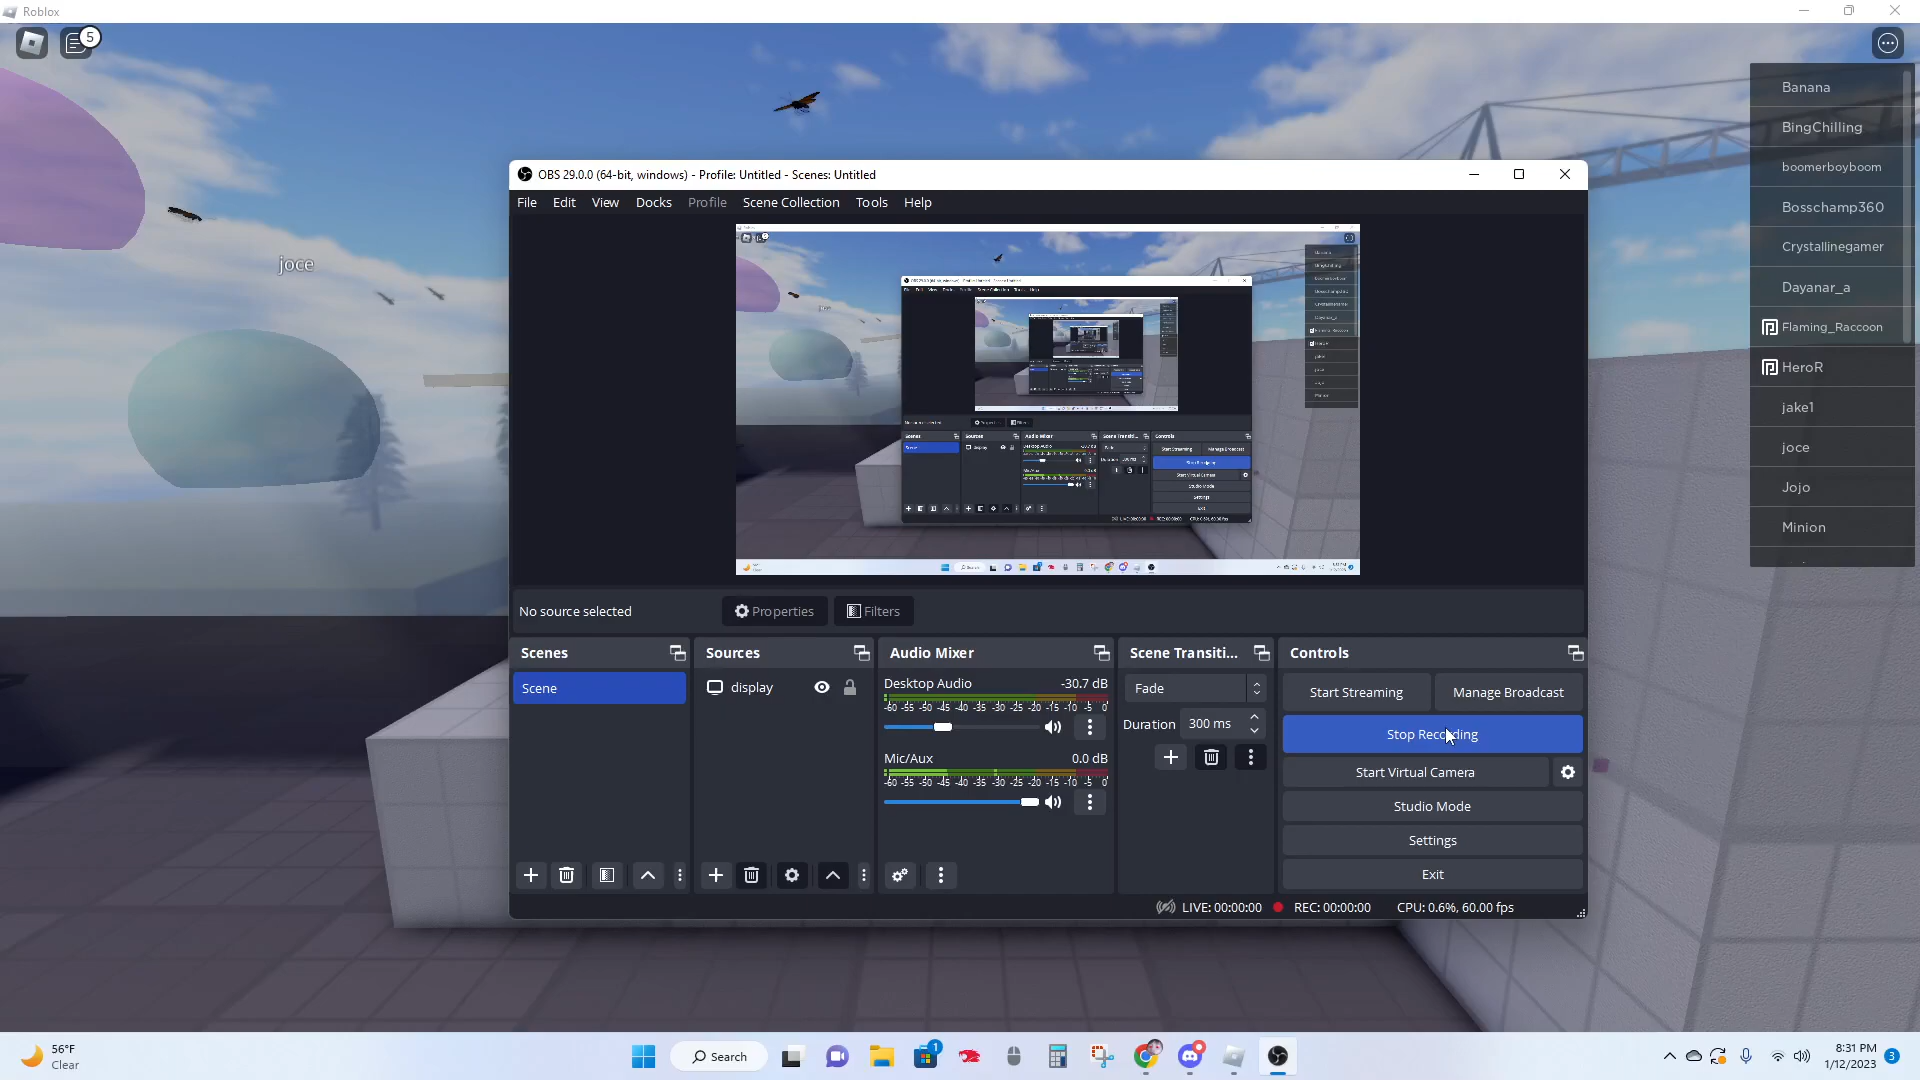 Roblox
5
joce
Banana
BingChilling
boomerboyboom
Bosschamp360
Crystallinegamer
Dayanar_a
Flaming_Raccoon
HeroR
jake1
joce
Jojo
Minion
OBS 29.0.0 (64-bit, windows) - Profile: Untitled - Scenes: Untitled
File Edit View Docks Profile Scene Collection Tools Help
No source selected Properties Filters
Scenes
Scene
Sources
display
Audio Mixer
Desktop Audio -30.7 dB
-60 -55 -50 -45 -40 -35 -30 -25 -20 -15 -10 -5 0
Mic/Aux 0.0 dB
-60 -55 -50 -45 -40 -35 -30 -25 -20 -15 -10 -5 0
Scene Transiti...
Fade
Duration 300 ms
Controls
Start Streaming Manage Broadcast
Stop Recording
Start Virtual Camera
Studio Mode
Settings
Exit
LIVE: 00:00:00 REC: 00:00:00 CPU: 0.6%, 60.00 fps
56°F
Clear
Search
1
8:31 PM
1/12/2023
3